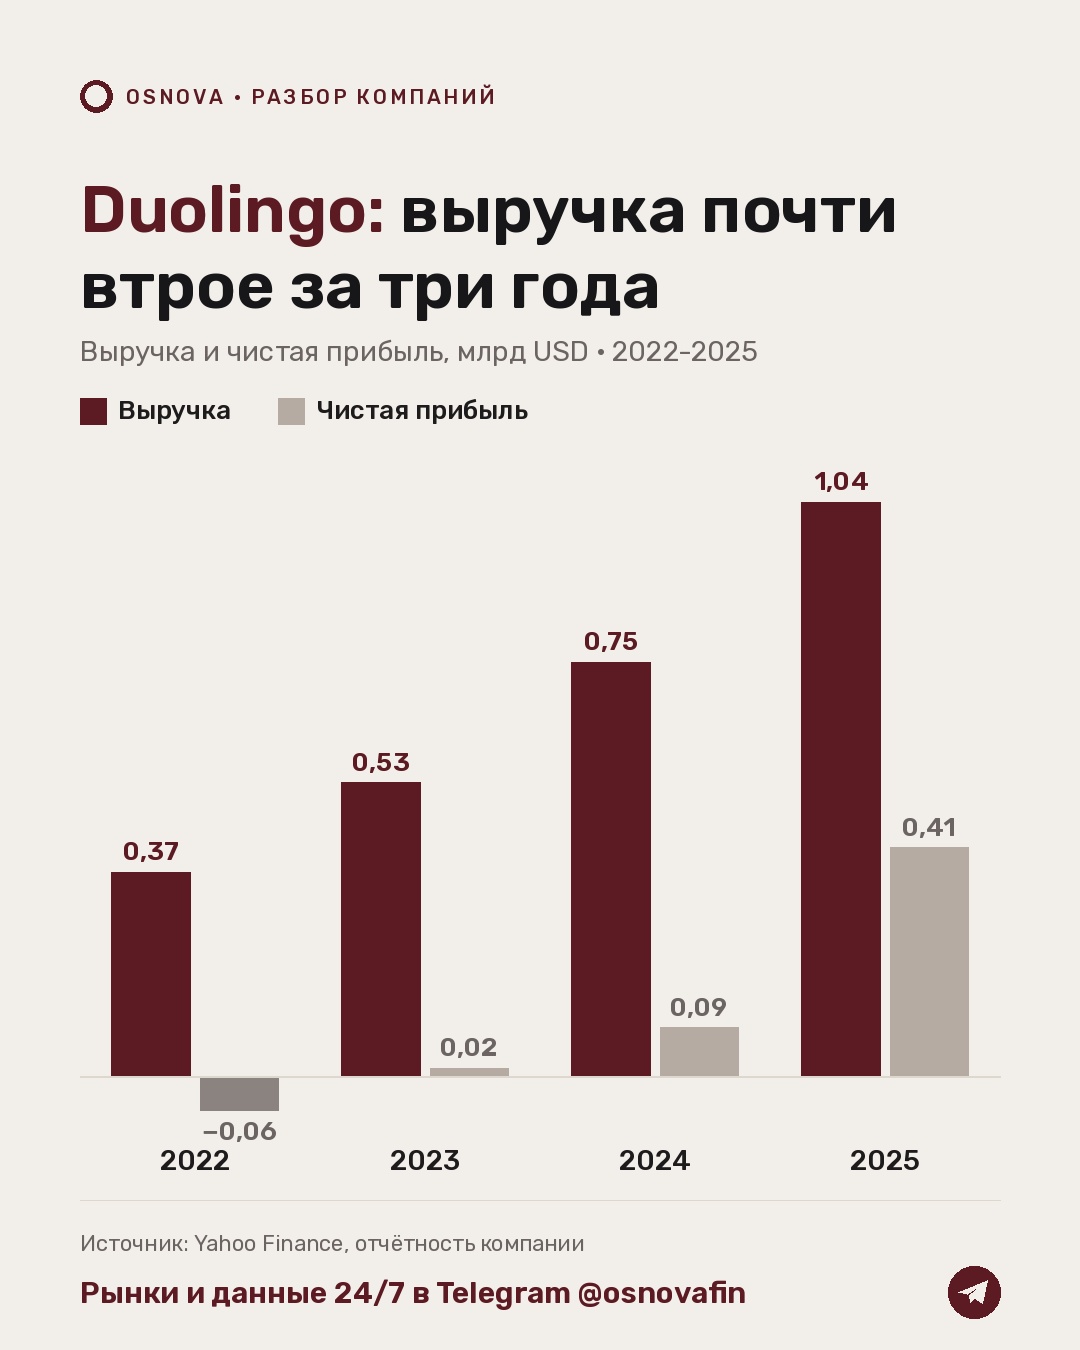 OSNOVA • РАЗБОР КОМПАНИЙ
Duolingo: выручка почти
втрое за три года
Выручка и чистая прибыль, млрд USD • 2022-2025
Выручка Чистая прибыль
1,04
0,75
0,53
0,37
0,41
0,09
0,02
−0,06
2022 2023 2024 2025
Источник: Yahoo Finance, отчётность компании
Рынки и данные 24/7 в Telegram @osnovafin